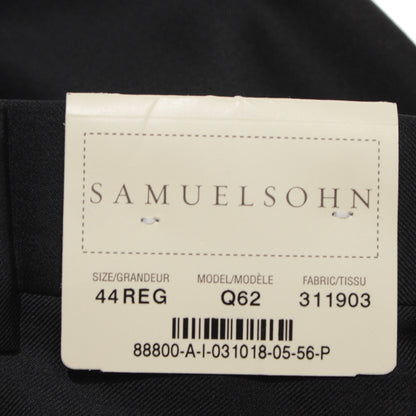 SAMUELSOHN
SIZE/GRANDEUR MODEL/MODÈLE FABRIC/TISSU
44REG Q62 311903
88800-A-I-031018-05-56-P